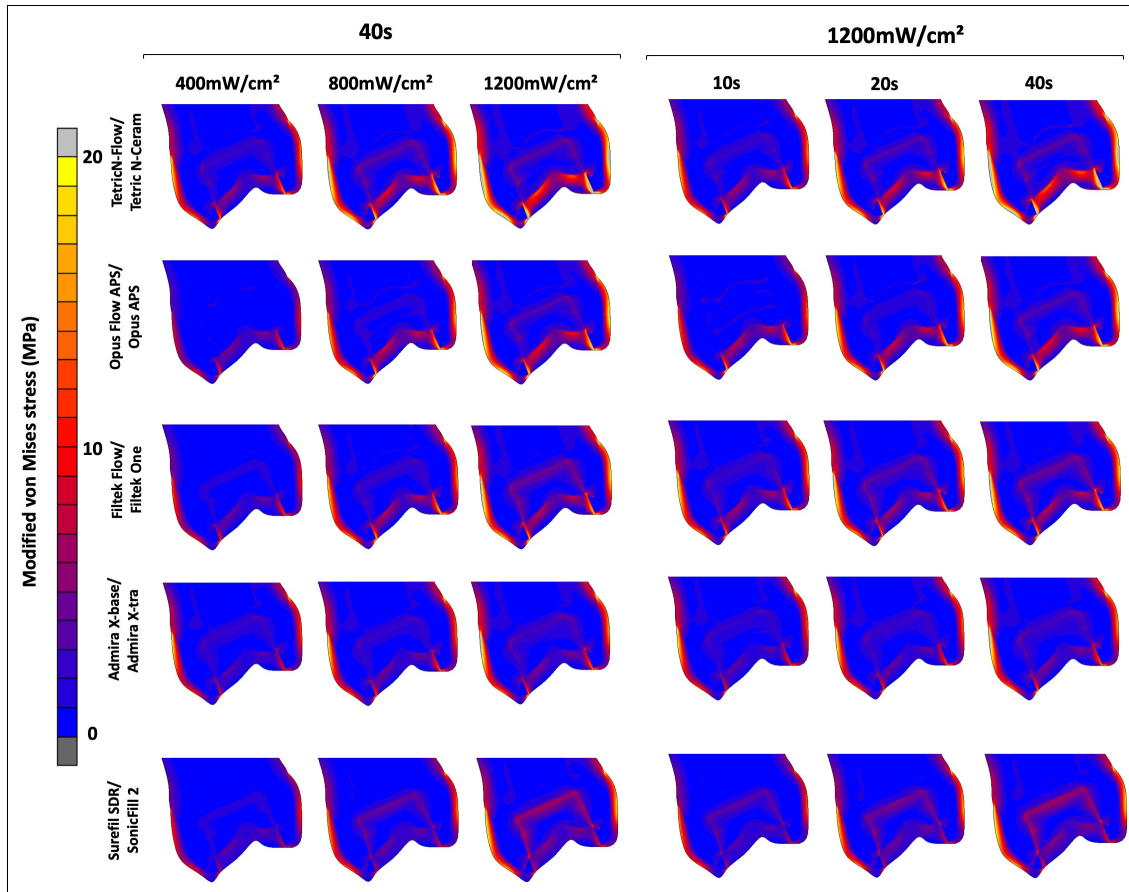 40s
1200mW/cm²
400mW/cm²
800mW/cm²
1200mW/cm²
10s
20s
40s
Modified von Mises stress (MPa)
20
10
0
TetricN-Flow/
Tetric N-Ceram
Opus Flow APS/
Opus APS
Filtek Flow/
Filtek One
Admira X-base/
Admira X-tra
Surefil SDR/
SonicFill 2